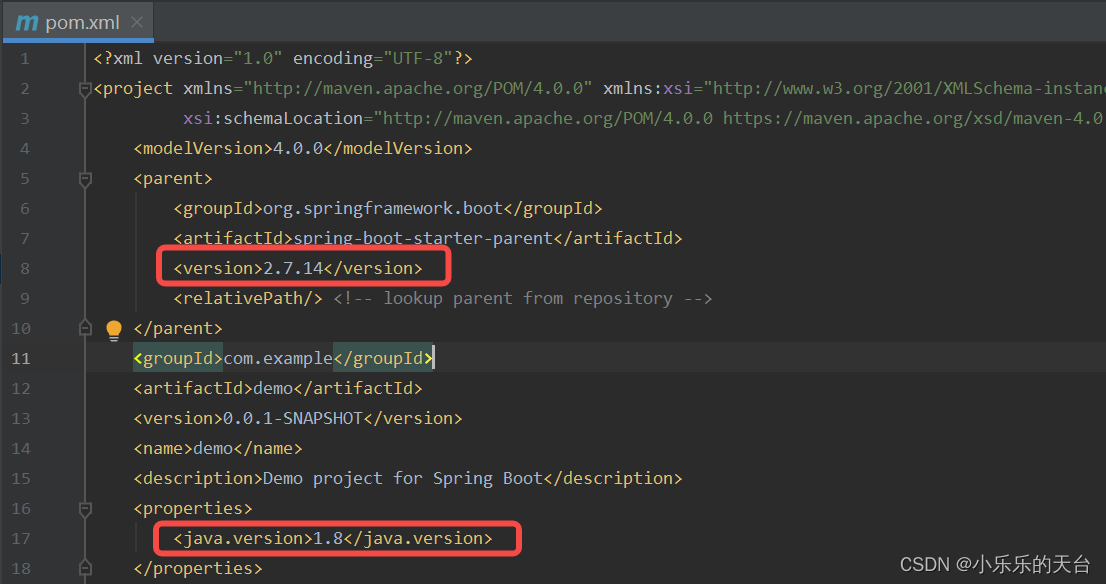 m pom.xml ×
1 <?xml version="1.0" encoding="UTF-8"?>
2 <project xmlns="http://maven.apache.org/POM/4.0.0" xmlns:xsi="http://www.w3.org/2001/XMLSchema-instanc
3 xsi:schemaLocation="http://maven.apache.org/POM/4.0.0 https://maven.apache.org/xsd/maven-4.0
4 <modelVersion>4.0.0</modelVersion>
5 <parent>
6 <groupId>org.springframework.boot</groupId>
7 <artifactId>spring-boot-starter-parent</artifactId>
8 <version>2.7.14</version>
9 <relativePath/> <!-- lookup parent from repository -->
10 </parent>
11 <groupId>com.example</groupId>
12 <artifactId>demo</artifactId>
13 <version>0.0.1-SNAPSHOT</version>
14 <name>demo</name>
15 <description>Demo project for Spring Boot</description>
16 <properties>
17 <java.version>1.8</java.version>
18 </properties>
CSDN @小乐乐的天台